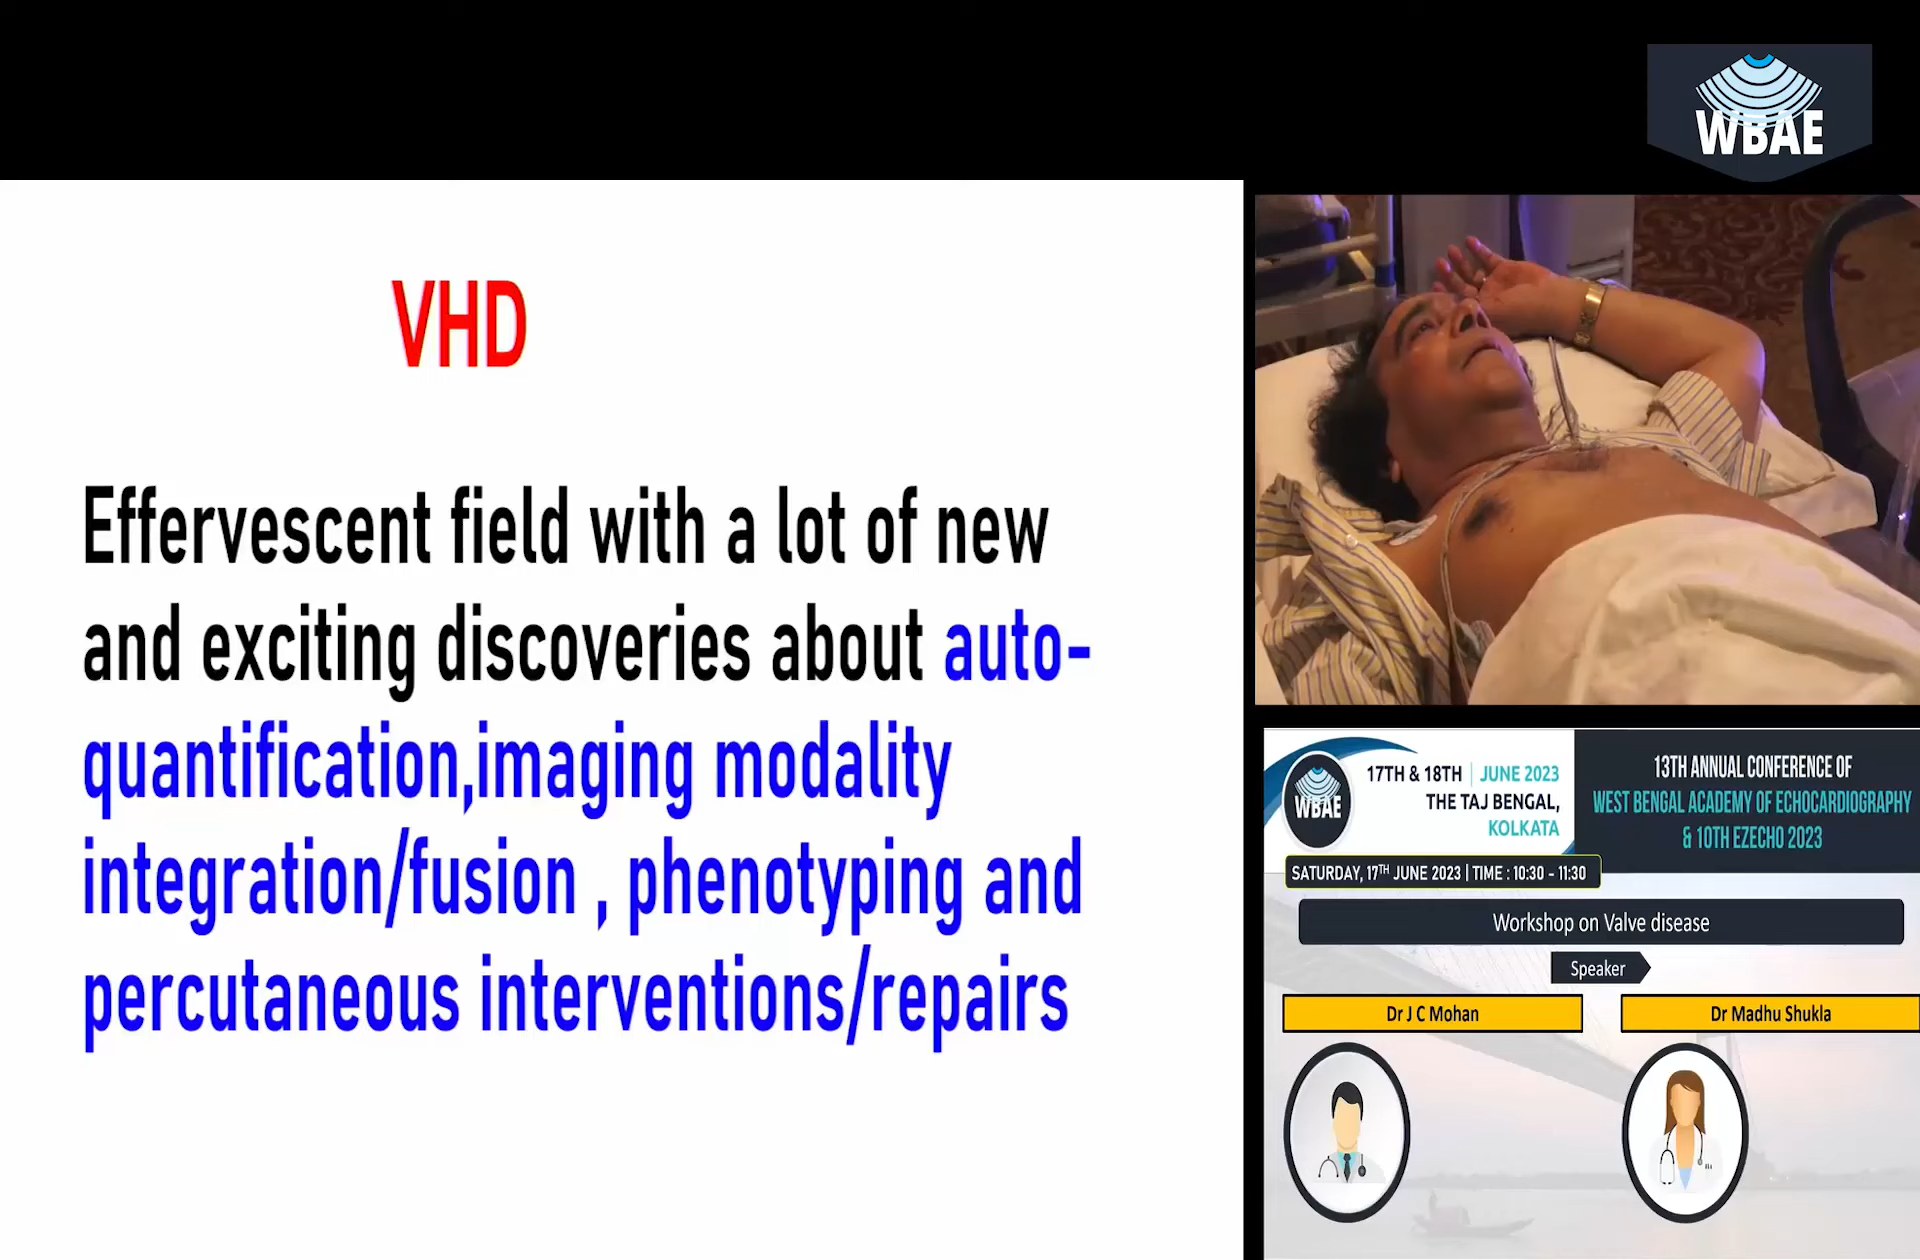 WBAE
VHD
Effervescent field with a lot of new
and exciting discoveries about auto-
quantification,imaging modality
integration/fusion , phenotyping and
percutaneous interventions/repairs
WBAE
17TH & 18TH | JUNE 2023
THE TAJ BENGAL,
KOLKATA
13TH ANNUAL CONFERENCE OF
WEST BENGAL ACADEMY OF ECHOCARDIOGRAPHY
& 10TH EZECHO 2023
SATURDAY, 17TH JUNE 2023 | TIME : 10:30 - 11:30
Workshop on Valve disease
Speaker
Dr J C Mohan
Dr Madhu Shukla